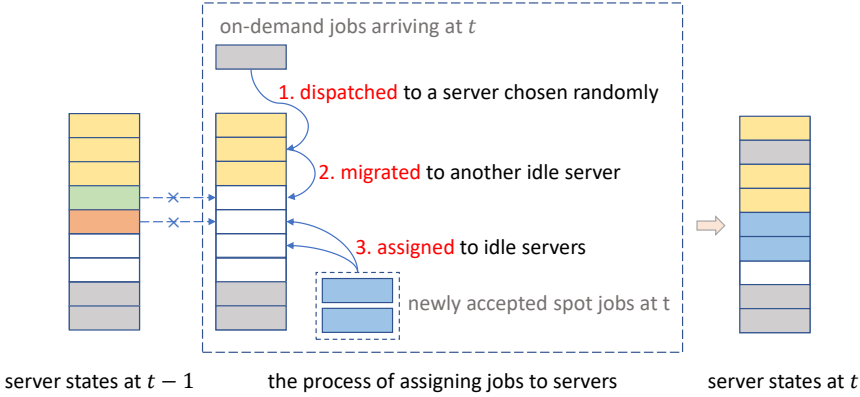 on-demand jobs arriving at t
1. dispatched to a server chosen randomly
2. migrated to another idle server
3. assigned to idle servers
newly accepted spot jobs at t
server states at t − 1
the process of assigning jobs to servers
server states at t